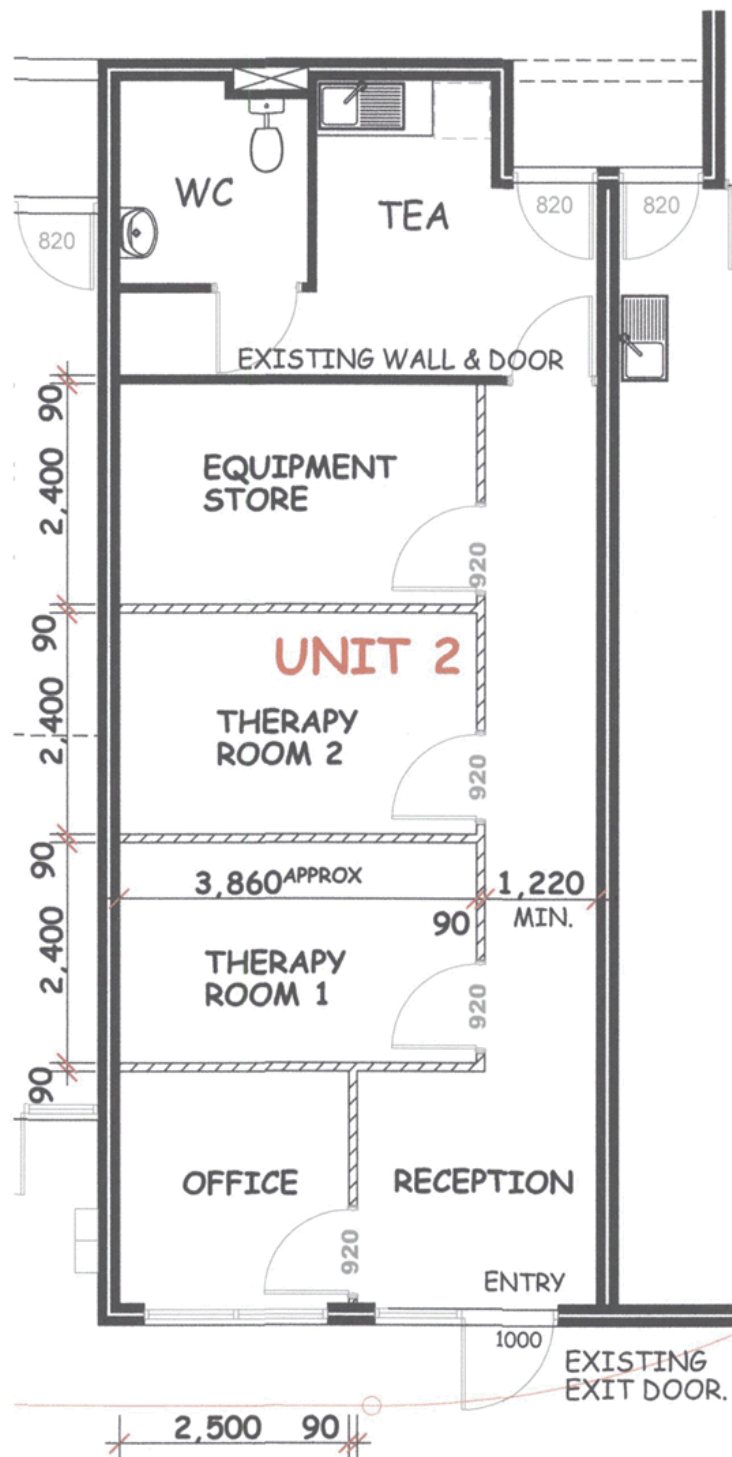 WC
TEA
820
820
820
EXISTING WALL & DOOR
90
2,400
EQUIPMENT
STORE
920
90
UNIT 2
2,400
THERAPY
ROOM 2
920
90
3,860 APPROX
1,220
90
MIN.
2,400
THERAPY
ROOM 1
920
90
OFFICE
RECEPTION
920
ENTRY
1000
EXISTING
EXIT DOOR.
2,500
90